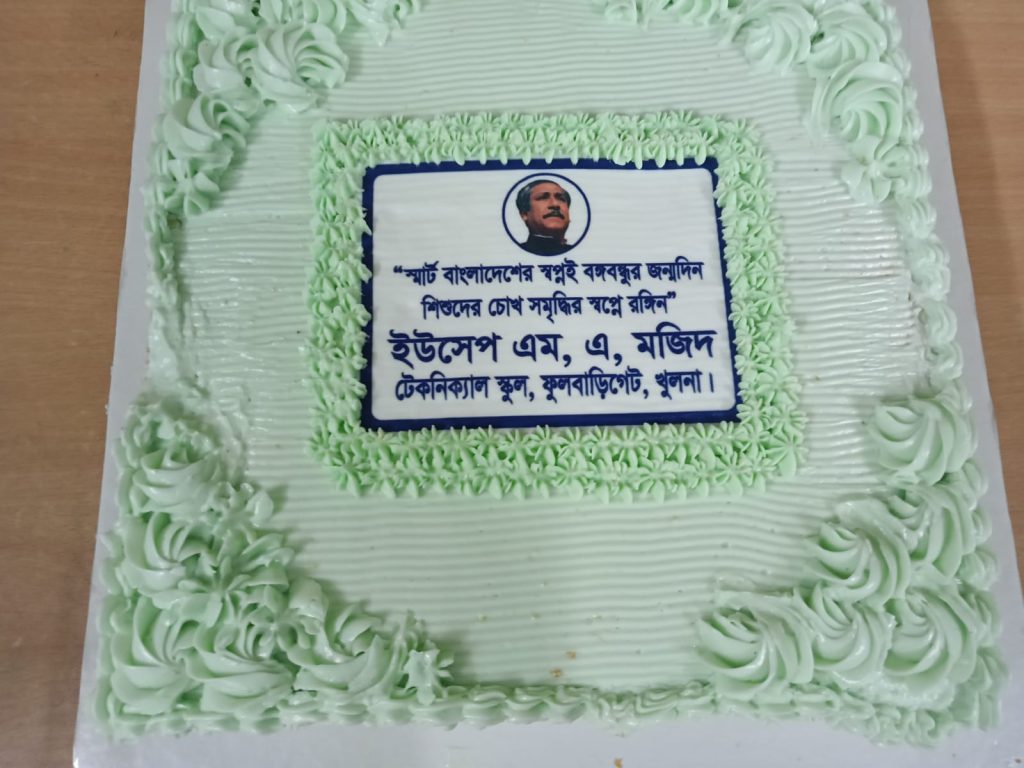 “স্মার্ট বাংলাদেশের স্বপ্নই বঙ্গবন্ধুর জন্মদিন
শিশুদের চোখ সমৃদ্ধির স্বপ্নে রঙ্গিন”
ইউসেপ এম, এ, মজিদ
টেকনিক্যাল স্কুল, ফুলবাড়িগেট, খুলনা।